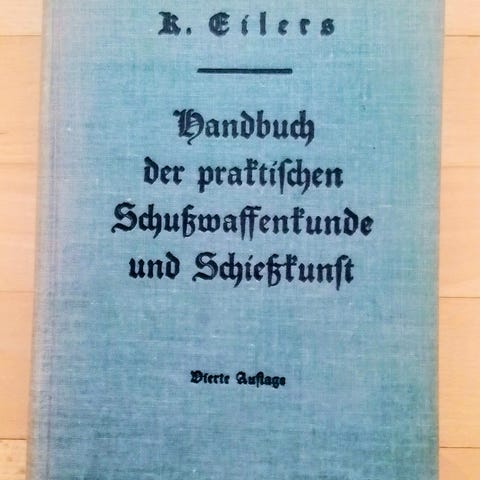 K. Eilers
Handbuch
der praktiſchen
Schußwaffenkunde
und Schießkunſt
Vierte Auflage